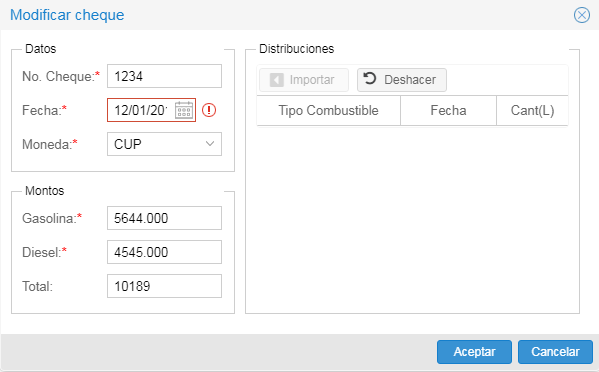 Modificar cheque
Datos
No. Cheque:* 1234
Fecha:* 12/01/20
Moneda:* CUP
Montos
Gasolina:* 5644.000
Diesel:* 4545.000
Total: 10189
Distribuciones
Importar Deshacer
Tipo Combustible Fecha Cant(L)
Aceptar Cancelar